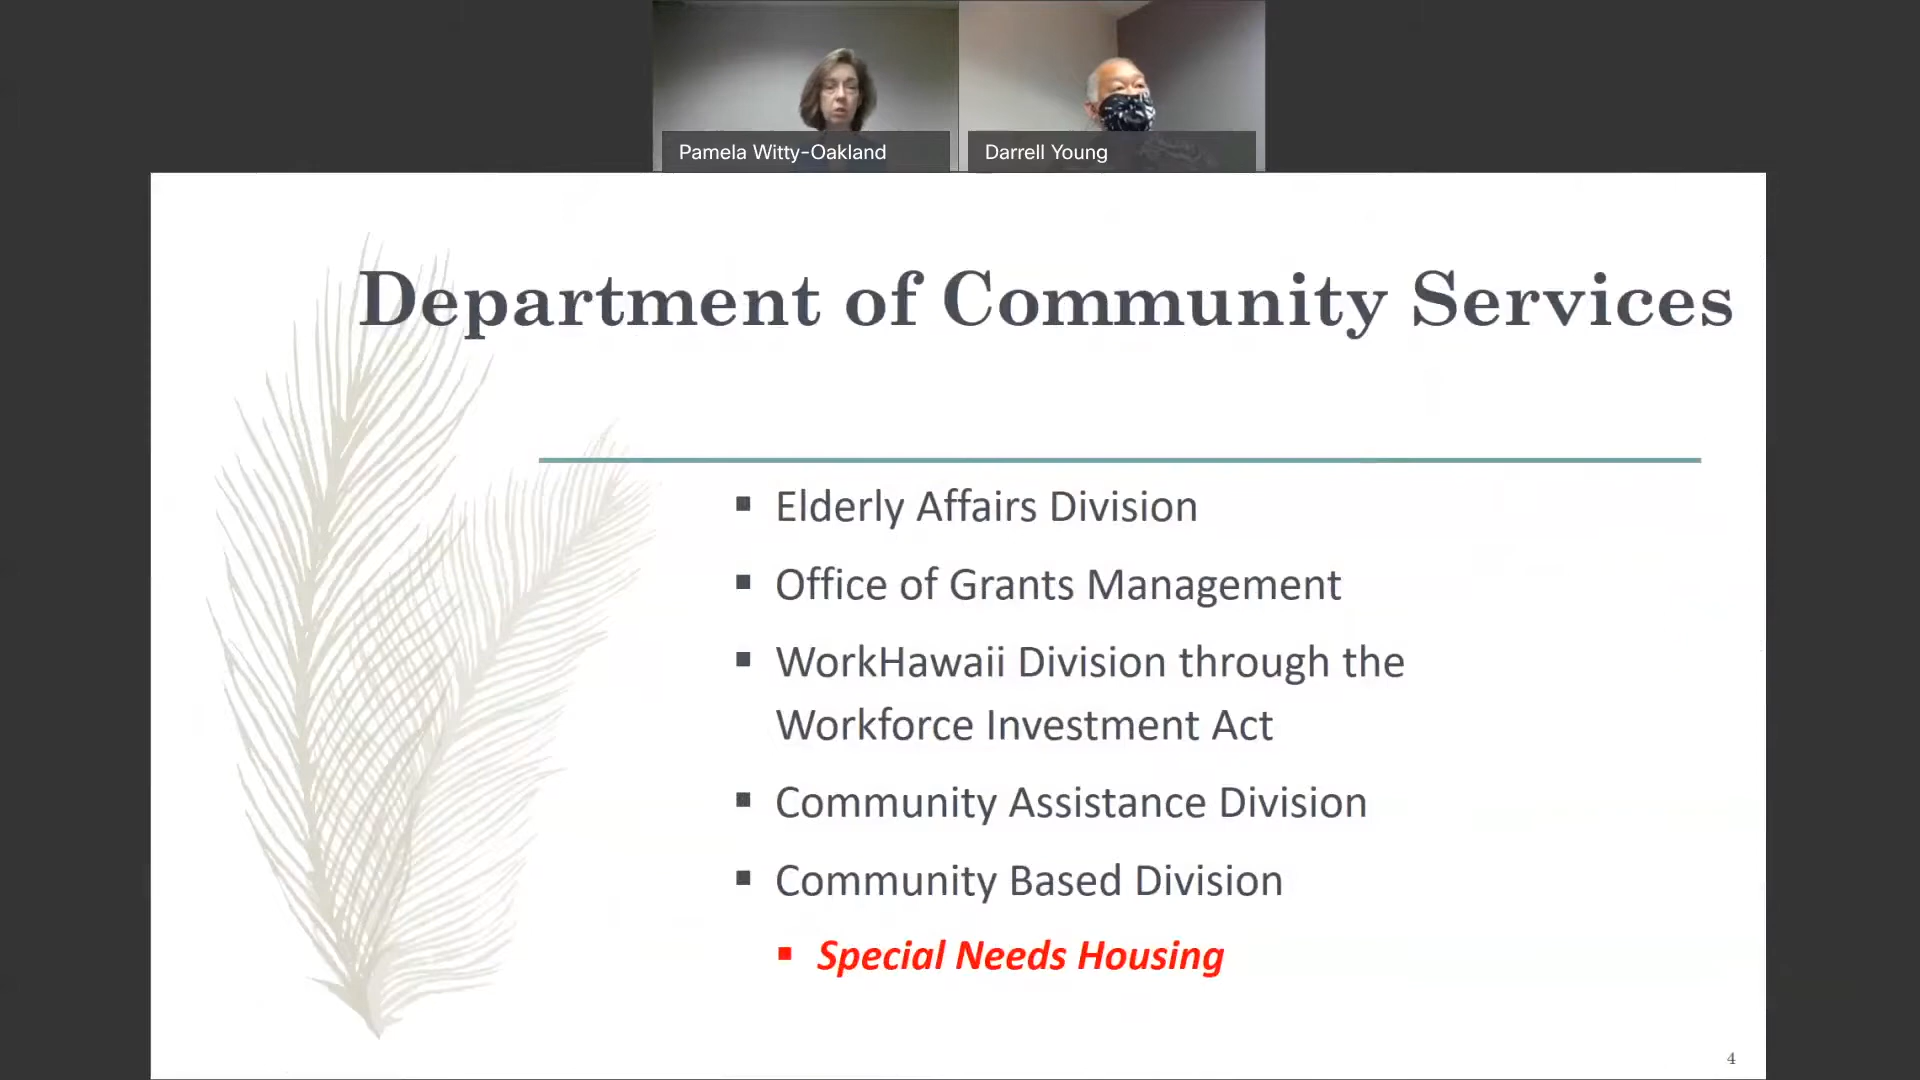 Pamela Witty-Oakland
Darrell Young
Department of Community Services
▪ Elderly Affairs Division
▪ Office of Grants Management
▪ WorkHawaii Division through the
Workforce Investment Act
▪ Community Assistance Division
▪ Community Based Division
▪ Special Needs Housing
4